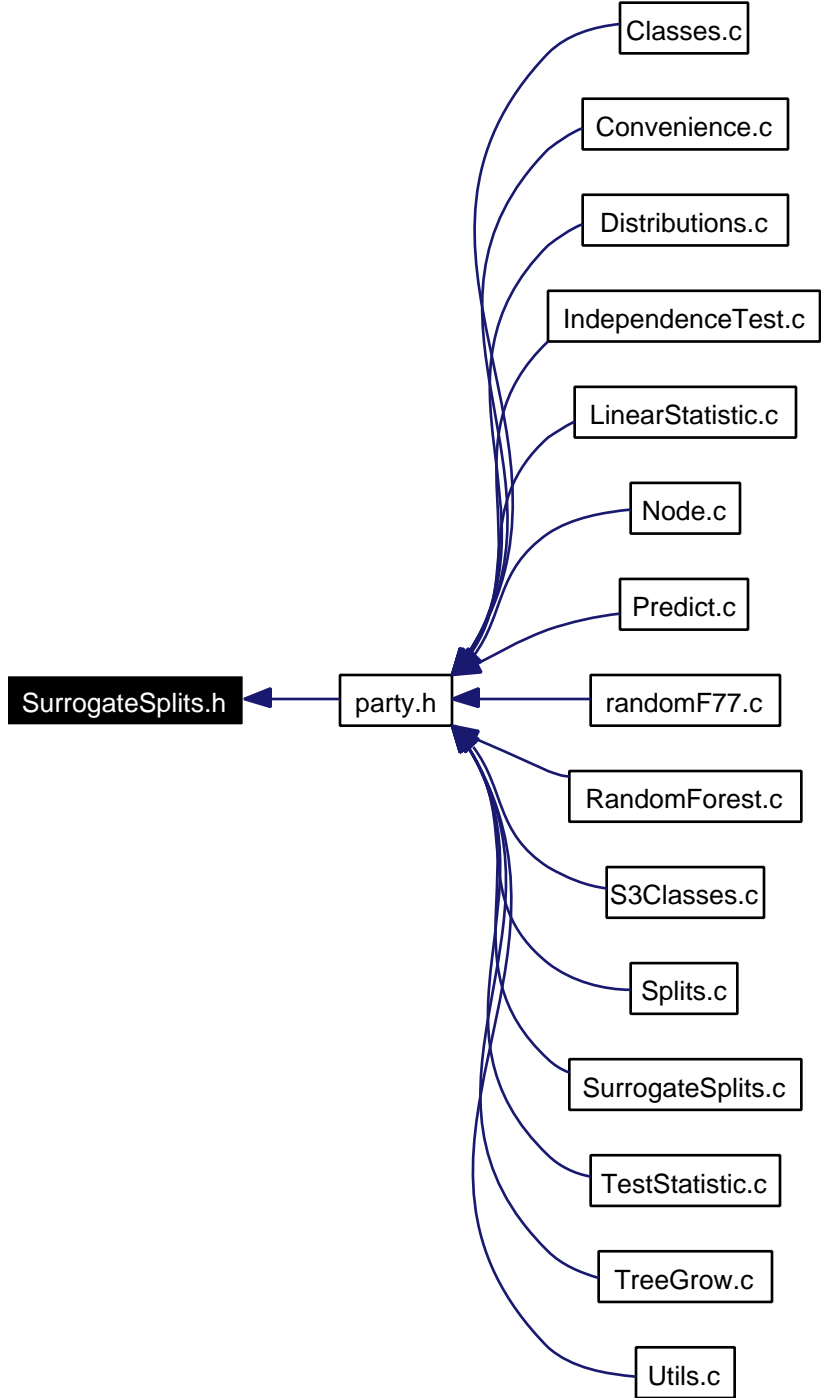 Classes.c
Convenience.c
Distributions.c
IndependenceTest.c
LinearStatistic.c
Node.c
Predict.c
SurrogateSplits.h
party.h
randomF77.c
RandomForest.c
S3Classes.c
Splits.c
SurrogateSplits.c
TestStatistic.c
TreeGrow.c
Utils.c